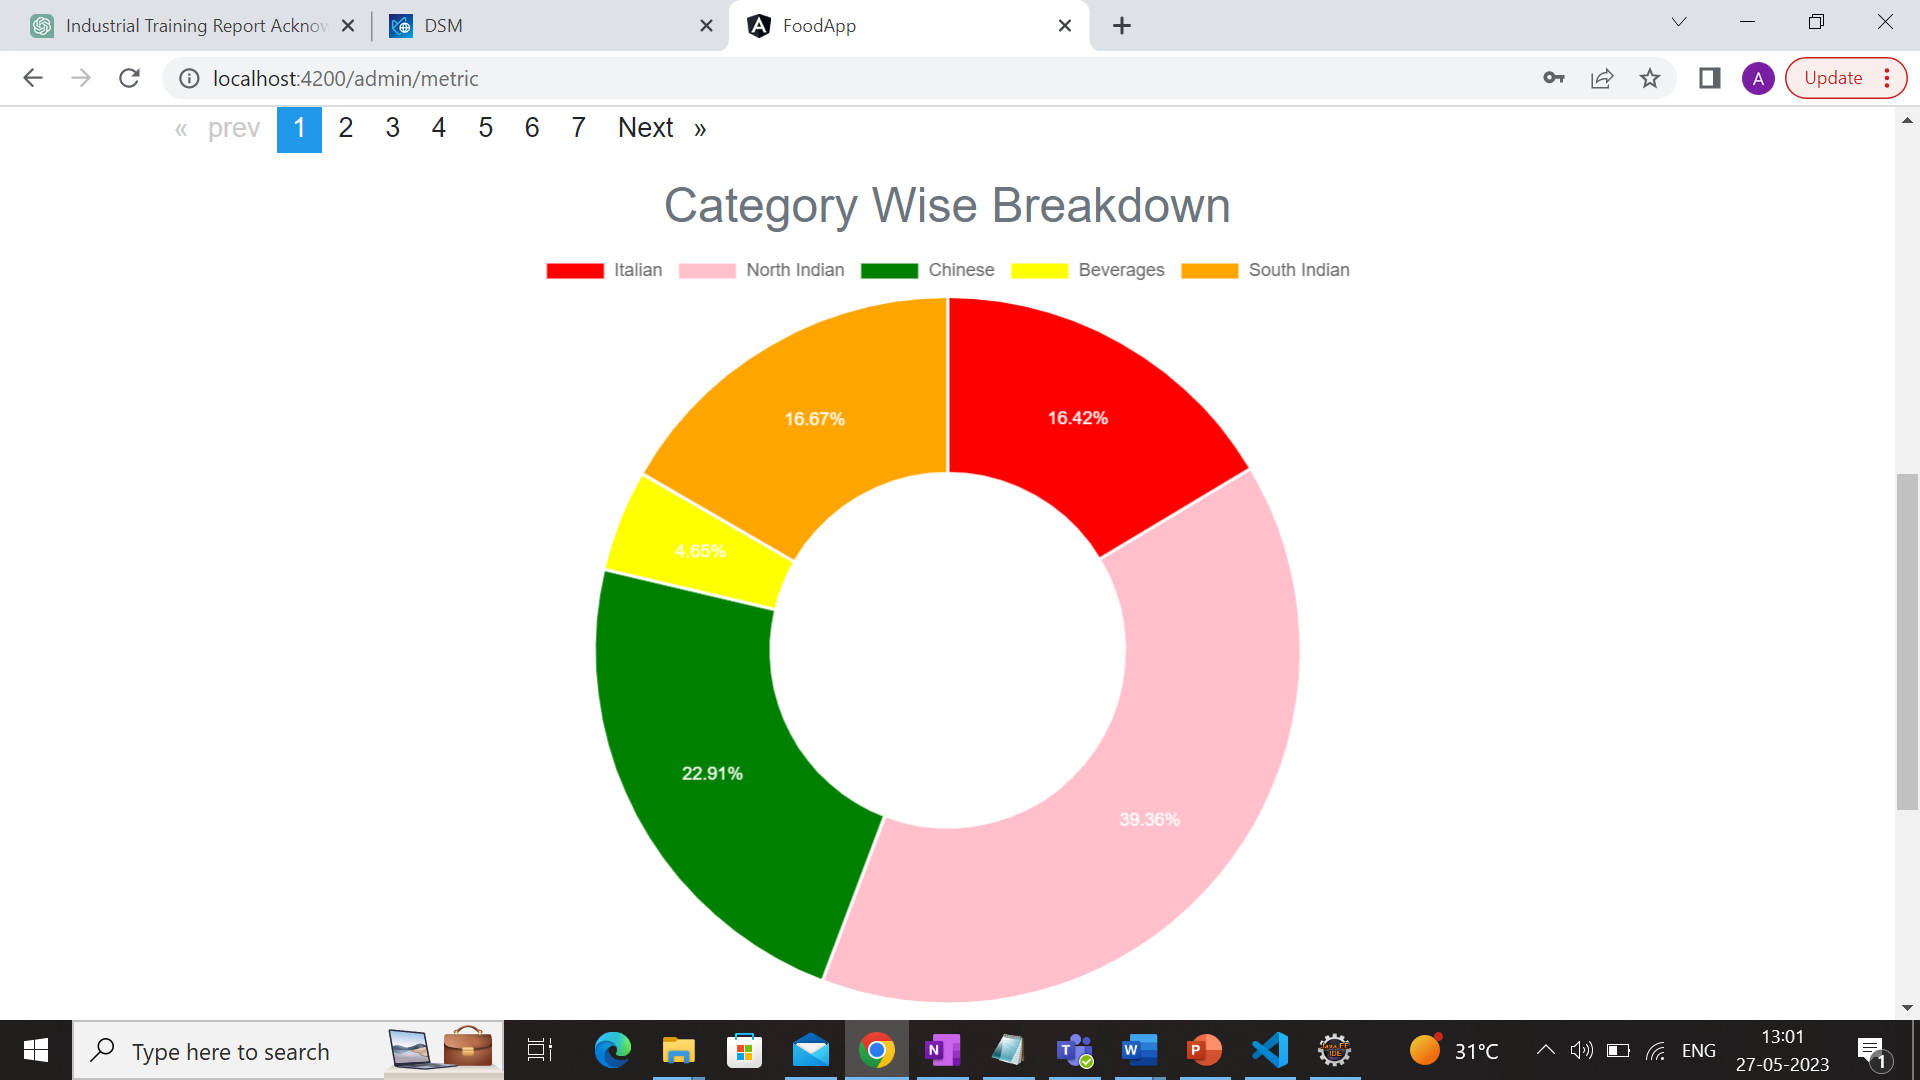 Industrial Training Report Acknow
DSM
FoodApp
localhost:4200/admin/metric
A
Update
« prev 1 2 3 4 5 6 7 Next »
Category Wise Breakdown
Italian North Indian Chinese Beverages South Indian
16.67%
16.42%
4.65%
22.91%
39.36%
Type here to search
31°C
ENG
13:01
27-05-2023
1